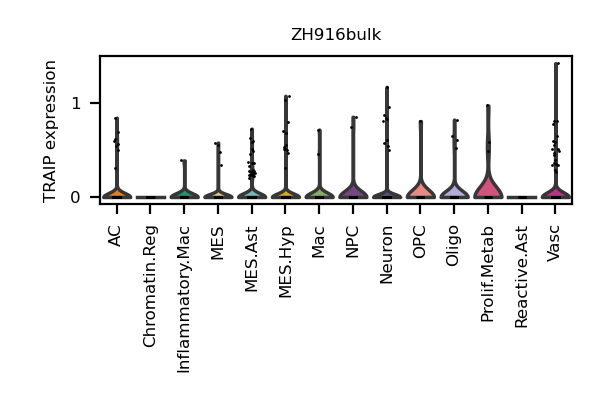 ZH916bulk
TRAIP expression
1
0
AC
Chromatin.Reg
Inflammatory.Mac
MES
MES.Ast
MES.Hyp
Mac
NPC
Neuron
OPC
Oligo
Prolif.Metab
Reactive.Ast
Vasc